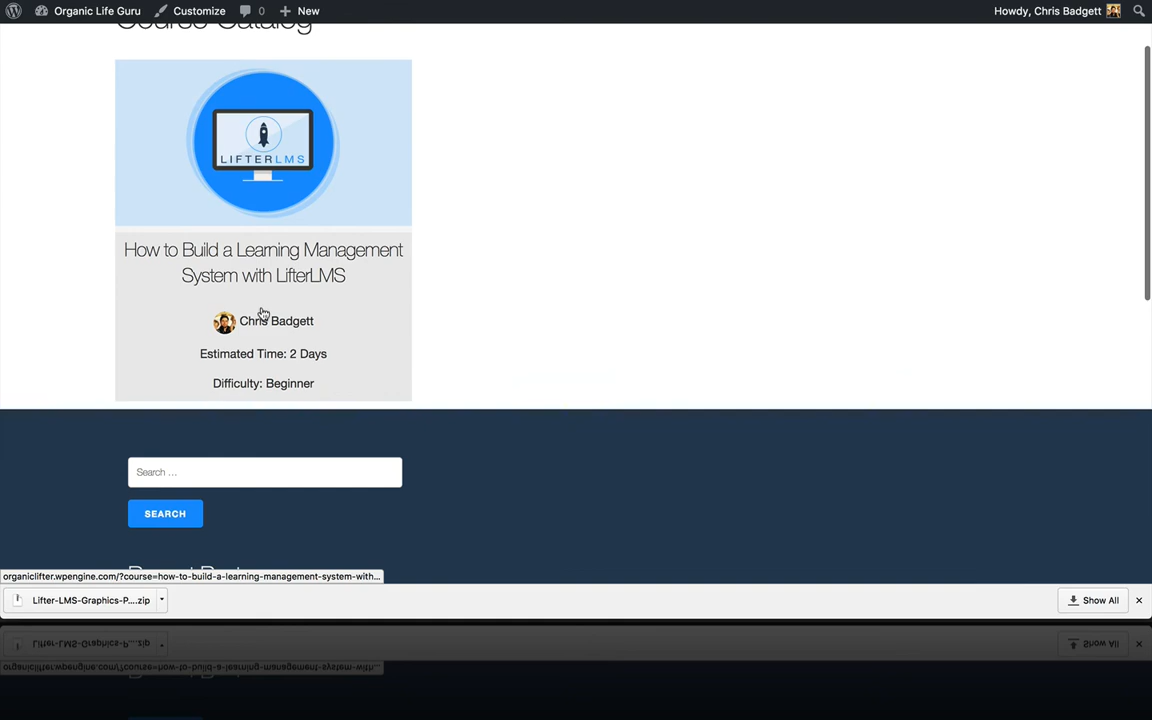 Organic Life Guru Customize 0 New Howdy, Chris Badgett
Course Catalog
LIFTERLMS
How to Build a Learning Management
System with LifterLMS
Chris Badgett
Estimated Time: 2 Days
Difficulty: Beginner
Search ...
SEARCH
organiclifter.wpengine.com/?course=how-to-build-a-learning-management-system-with...
Lifter-LMS-Graphics-P....zip Show All